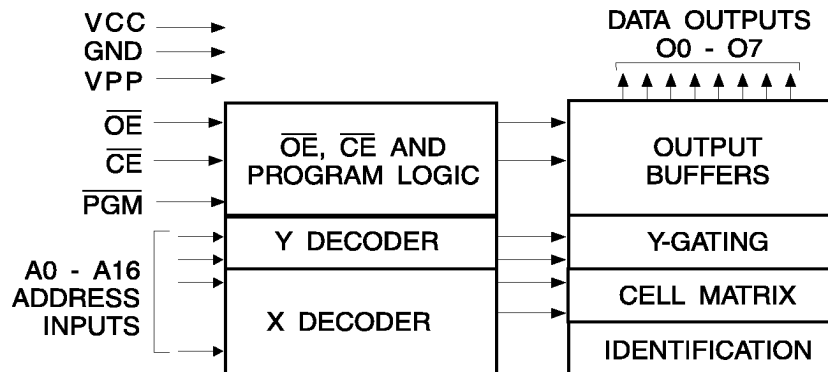 VCC
GND
VPP
OE
CE
PGM
A0 - A16
ADDRESS
INPUTS
OE, CE AND
PROGRAM LOGIC
Y DECODER
X DECODER
DATA OUTPUTS
O0 - O7
OUTPUT
BUFFERS
Y-GATING
CELL MATRIX
IDENTIFICATION